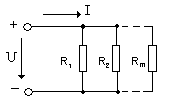 + I
U R1 R2 Rm
−